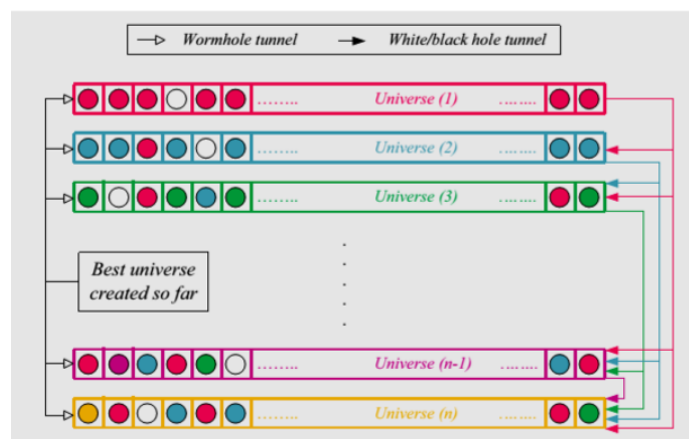 Wormhole tunnel White/black hole tunnel
........ Universe (1) ........
........ Universe (2) ........
........ Universe (3) ........
Best universe
created so far
........ Universe (n-1) ........
........ Universe (n) ........